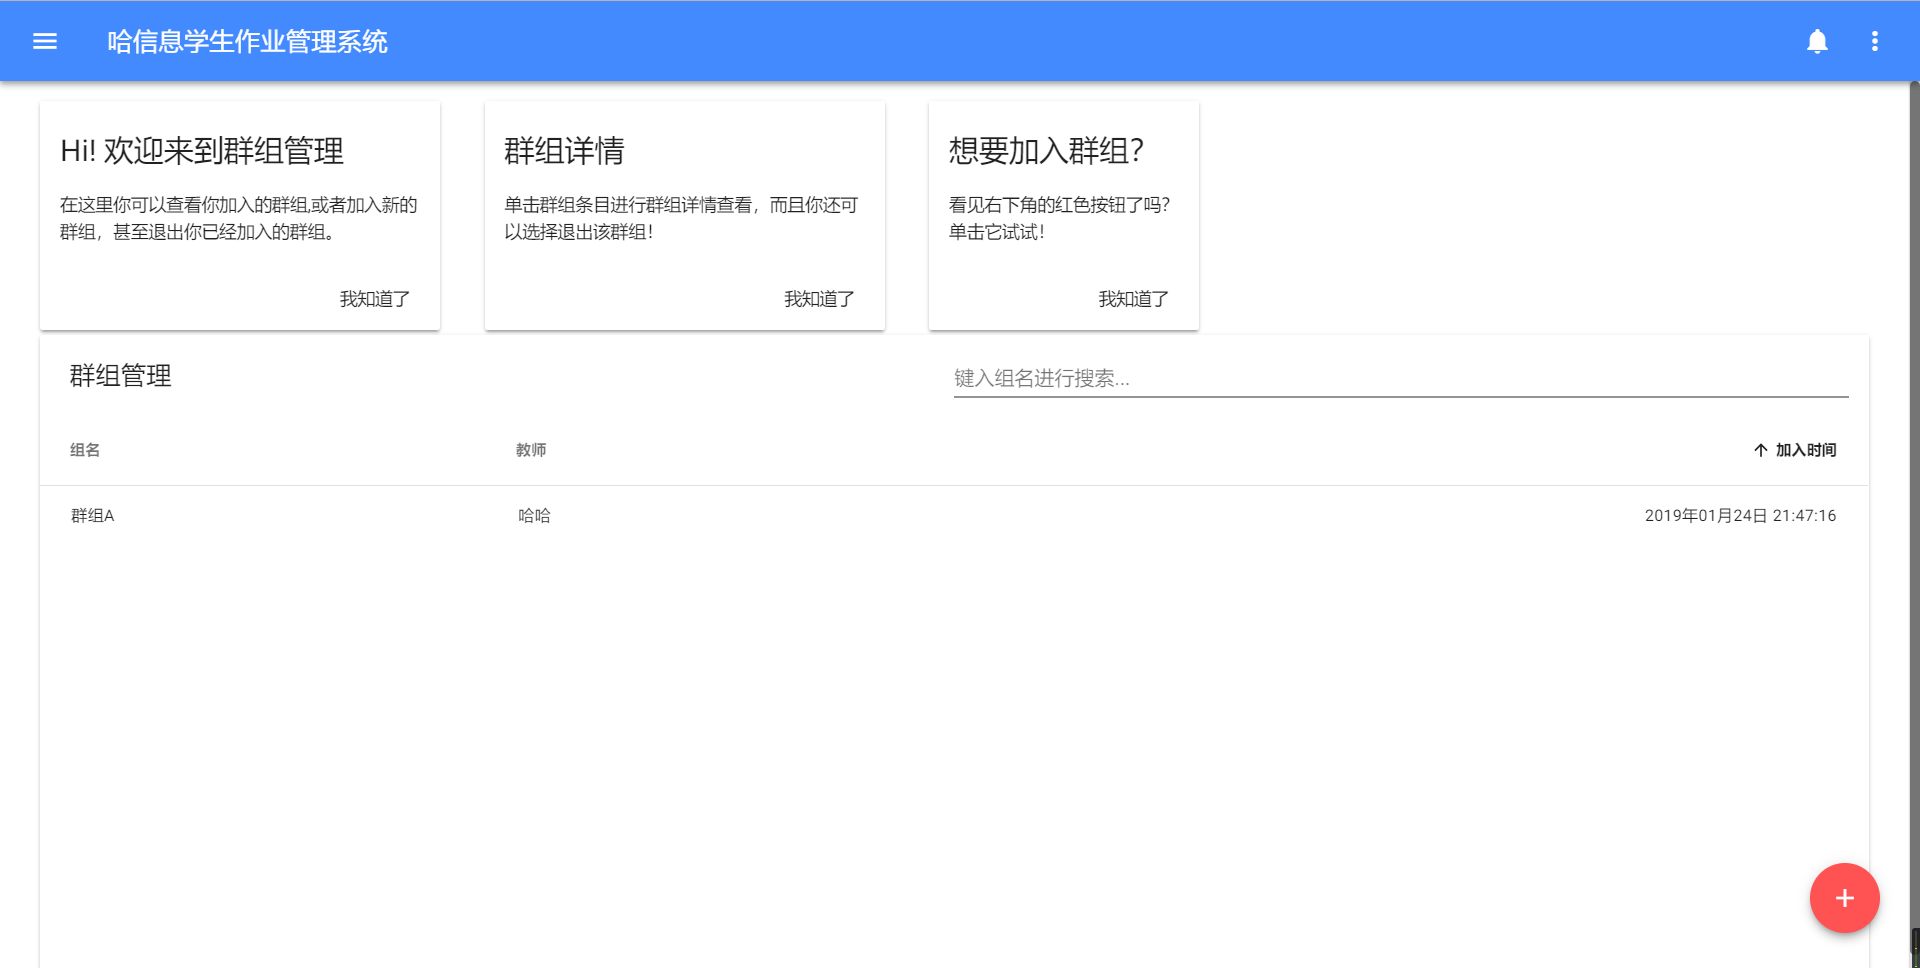 哈信息学生作业管理系统
Hi! 欢迎来到群组管理
在这里你可以查看你加入的群组,或者加入新的
群组，甚至退出你已经加入的群组。
我知道了
群组详情
单击群组条目进行群组详情查看，而且你还可
以选择退出该群组！
我知道了
想要加入群组？
看见右下角的红色按钮了吗？
单击它试试！
我知道了
群组管理
键入组名进行搜索...
组名 教师 加入时间
群组A 哈哈 2019年01月24日 21:47:16